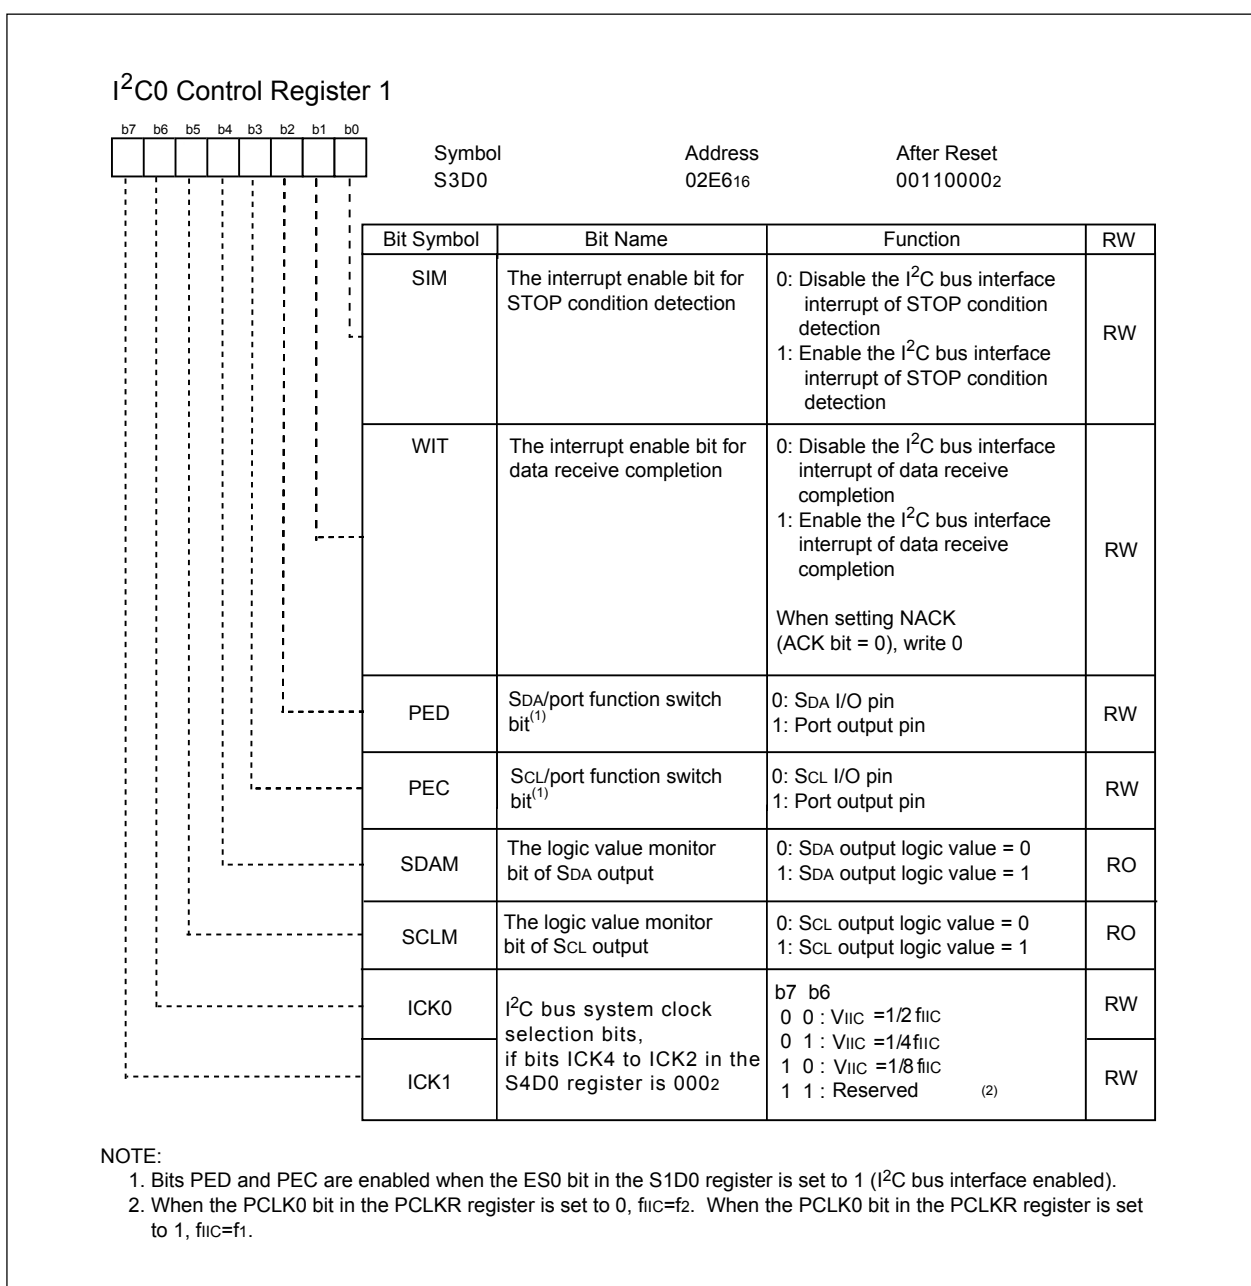 I2C0 Control Register 1
b7 b6 b5 b4 b3 b2 b1 b0
Symbol Address After Reset
S3D0 02E616 001100002
Bit Symbol Bit Name Function RW
SIM
The interrupt enable bit for
STOP condition detection
0: Disable the I2C bus interface
interrupt of STOP condition
detection
1: Enable the I2C bus interface
interrupt of STOP condition
detection
RW
WIT
The interrupt enable bit for
data receive completion
0: Disable the I2C bus interface
interrupt of data receive
completion
1: Enable the I2C bus interface
interrupt of data receive
completion
When setting NACK
(ACK bit = 0), write 0
RW
PED
SDA/port function switch
bit(1)
0: SDA I/O pin
1: Port output pin
RW
PEC
SCL/port function switch
bit(1)
0: SCL I/O pin
1: Port output pin
RW
SDAM
The logic value monitor
bit of SDA output
0: SDA output logic value = 0
1: SDA output logic value = 1
RO
SCLM
The logic value monitor
bit of SCL output
0: SCL output logic value = 0
1: SCL output logic value = 1
RO
ICK0
ICK1
I2C bus system clock
selection bits,
if bits ICK4 to ICK2 in the
S4D0 register is 0002
b7 b6
0 0 : VIIC =1/2 fIIC
0 1 : VIIC =1/4fIIC
1 0 : VIIC =1/8 fIIC
1 1 : Reserved (2)
RW
RW
NOTE:
1. Bits PED and PEC are enabled when the ES0 bit in the S1D0 register is set to 1 (I2C bus interface enabled).
2. When the PCLK0 bit in the PCLKR register is set to 0, fIIC=f2. When the PCLK0 bit in the PCLKR register is set
to 1, fIIC=f1.